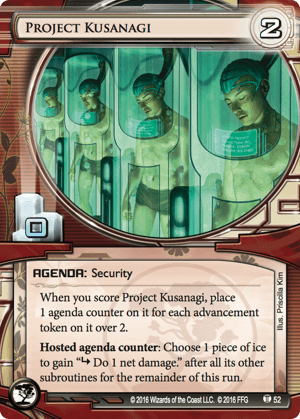 PROJECT KUSANAGI
2
0
AGENDA: Security
When you score Project Kusanagi, place
1 agenda counter on it for each advancement
token on it over 2.
Hosted agenda counter: Choose 1 piece of ice
to gain “↳ Do 1 net damage.” after all its other
subroutines for the remainder of this run.
Illus. Priscilla Kim
© 2016 Wizards of the Coast LLC. © 2016 FFG
52